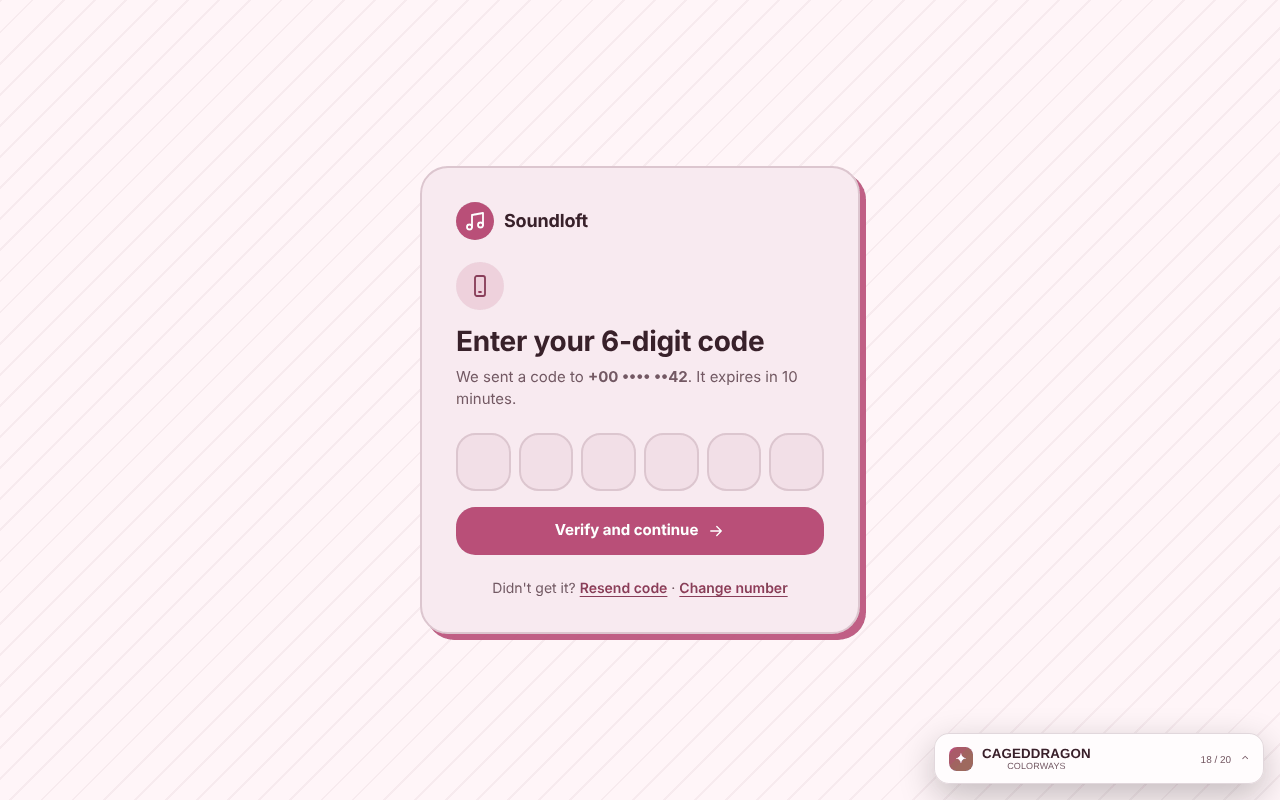 Soundloft
Enter your 6-digit code
We sent a code to +00 •••• ••42. It expires in 10
minutes.
Verify and continue →
Didn't get it? Resend code · Change number
CAGEDDRAGON
COLORWAYS
18 / 20